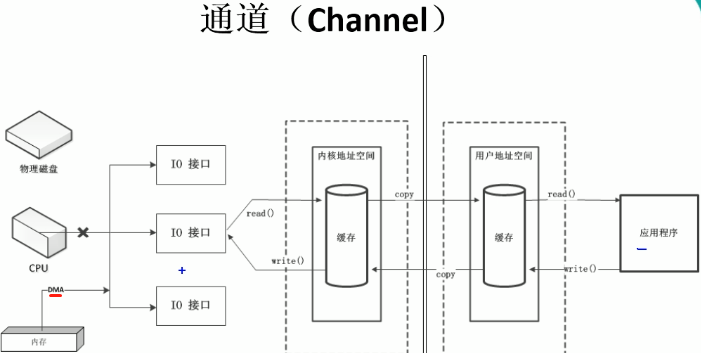 通道（Channel）
物理磁盘
CPU
DMA
内存
IO 接口
IO 接口
+
IO 接口
read()
write()
内核地址空间
缓存
copy
copy
用户地址空间
缓存
read()
write()
应用程序